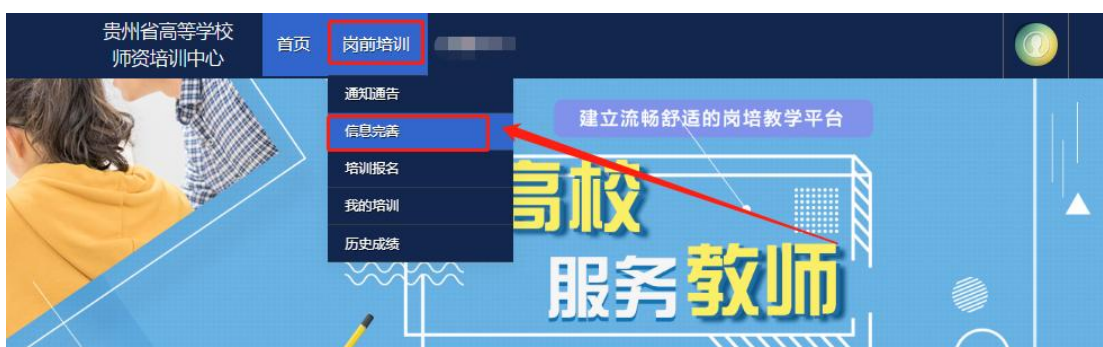 贵州省高等学校
师资培训中心
首页
岗前培训
通知通告
信息完善
培训报名
我的培训
历史成绩
建立流畅舒适的岗培教学平台
高校
服务教师